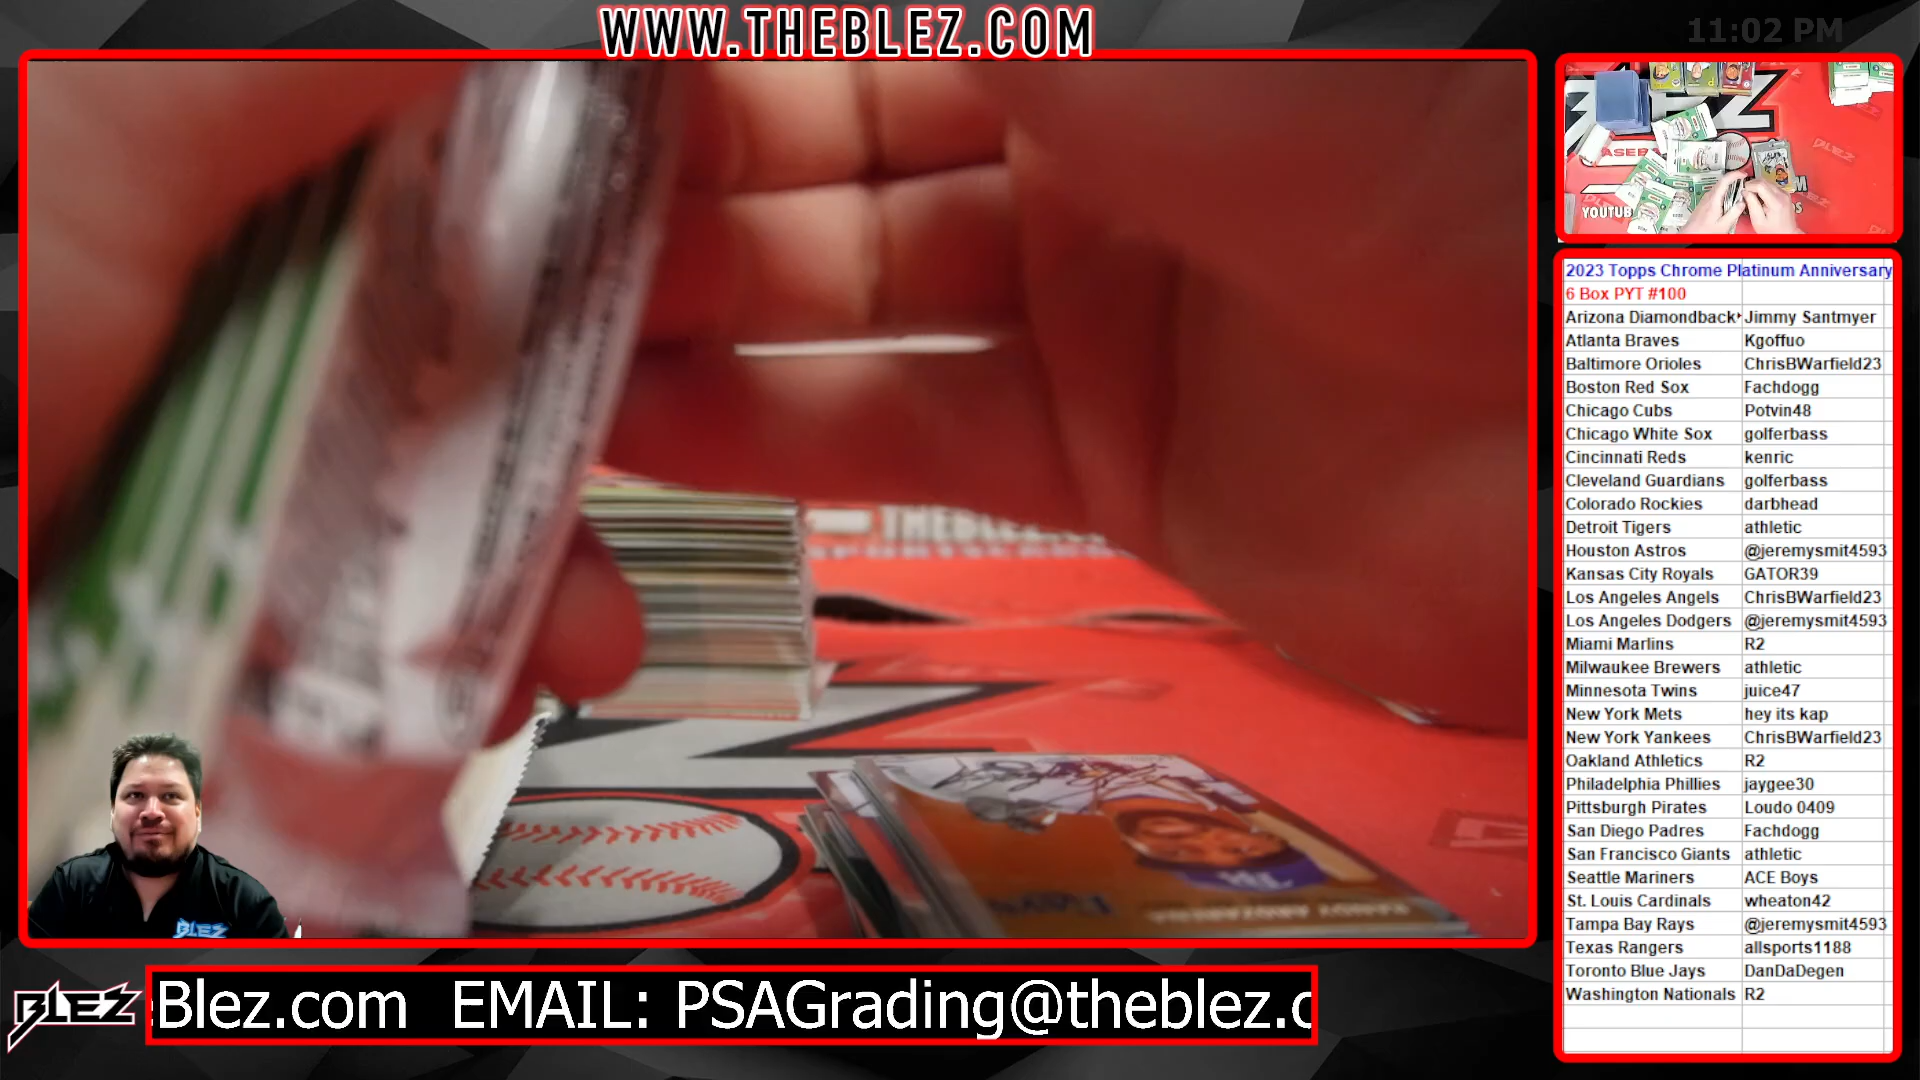 WWW.THEBLEZ.COM
11:02 PM
YOUTUB
2023 Topps Chrome Platinum Anniversary
6 Box PYT #100
Arizona Diamondback Jimmy Santmyer
Atlanta Braves Kgoffuo
Baltimore Orioles ChrisBWarfield23
Boston Red Sox Fachdogg
Chicago Cubs Potvin48
Chicago White Sox golferbass
Cincinnati Reds kenric
Cleveland Guardians golferbass
Colorado Rockies darbhead
Detroit Tigers athletic
Houston Astros @jeremysmit4593
Kansas City Royals GATOR39
Los Angeles Angels ChrisBWarfield23
Los Angeles Dodgers @jeremysmit4593
Miami Marlins R2
Milwaukee Brewers athletic
Minnesota Twins juice47
New York Mets hey its kap
New York Yankees ChrisBWarfield23
Oakland Athletics R2
Philadelphia Phillies jaygee30
Pittsburgh Pirates Loudo 0409
San Diego Padres Fachdogg
San Francisco Giants athletic
Seattle Mariners ACE Boys
St. Louis Cardinals wheaton42
Tampa Bay Rays @jeremysmit4593
Texas Rangers allsports1188
Toronto Blue Jays DanDaDegen
Washington Nationals R2
BLEZ
BLEZ
Blez.com EMAIL: PSAGrading@theblez.c